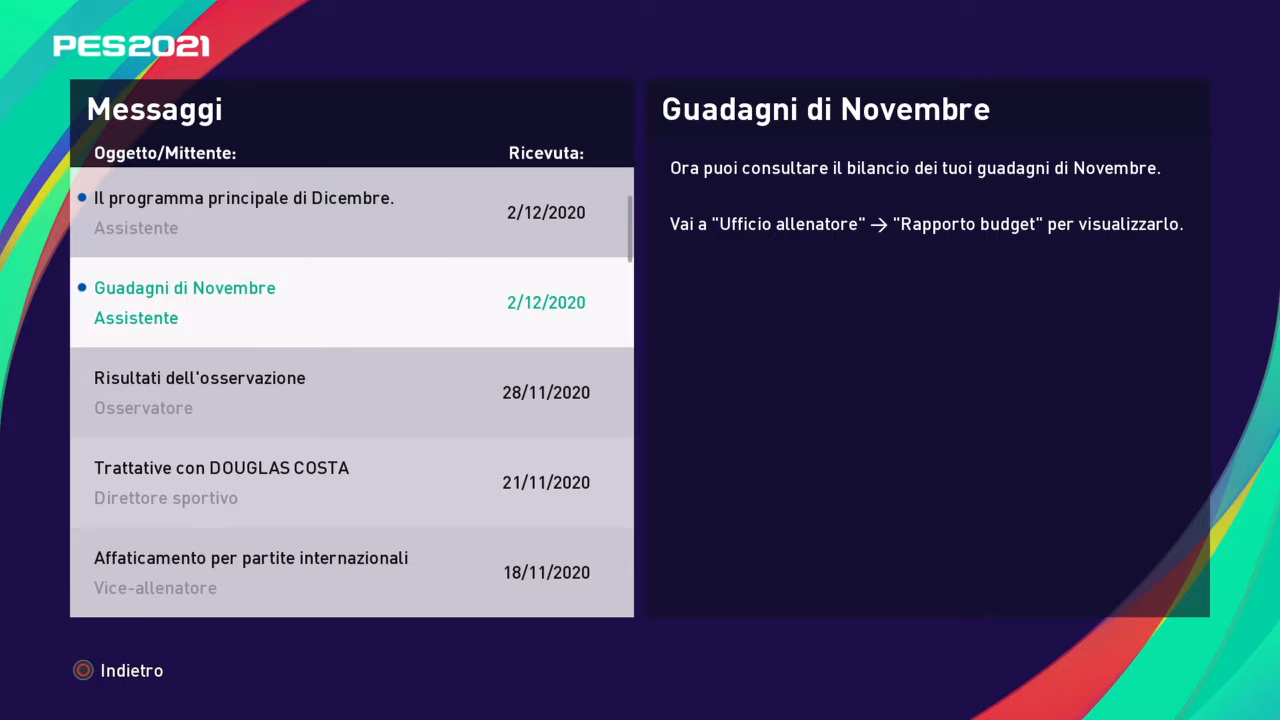 PES2021
Messaggi
Oggetto/Mittente: Ricevuta:
Il programma principale di Dicembre.
Assistente
2/12/2020
Guadagni di Novembre
Assistente
2/12/2020
Risultati dell'osservazione
Osservatore
28/11/2020
Trattative con DOUGLAS COSTA
Direttore sportivo
21/11/2020
Affaticamento per partite internazionali
Vice-allenatore
18/11/2020
Guadagni di Novembre
Ora puoi consultare il bilancio dei tuoi guadagni di Novembre.
Vai a "Ufficio allenatore" → "Rapporto budget" per visualizzarlo.
Indietro